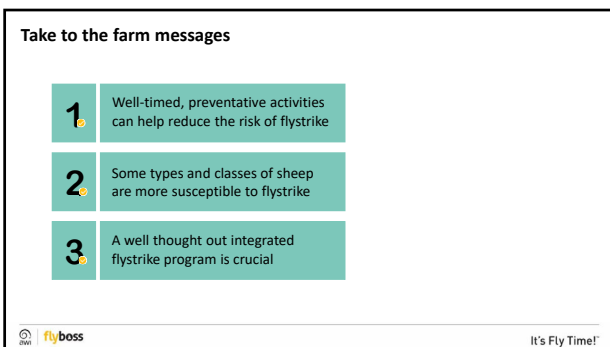 Take to the farm messages
1
Well-timed, preventative activities
can help reduce the risk of flystrike
2
Some types and classes of sheep
are more susceptible to flystrike
3
A well thought out integrated
flystrike program is crucial
awi flyboss
It's Fly Time!™